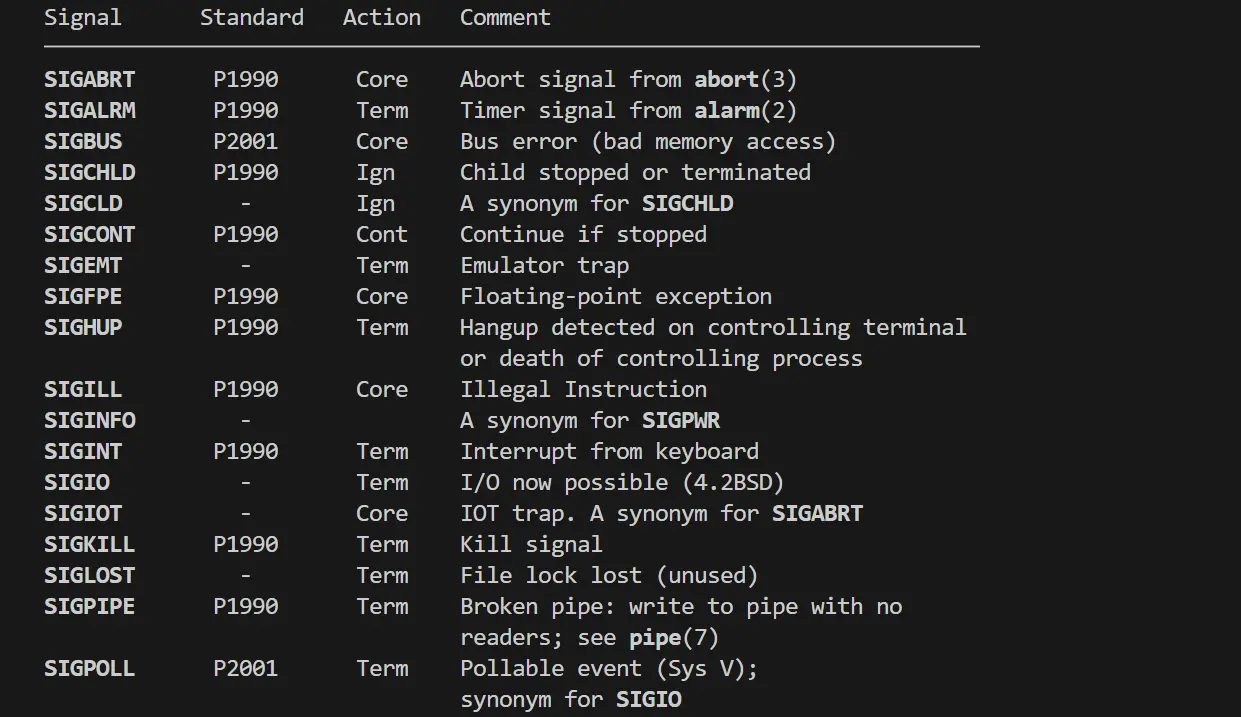 Signal Standard Action Comment
SIGABRT P1990 Core Abort signal from abort(3)
SIGALRM P1990 Term Timer signal from alarm(2)
SIGBUS P2001 Core Bus error (bad memory access)
SIGCHLD P1990 Ign Child stopped or terminated
SIGCLD - Ign A synonym for SIGCHLD
SIGCONT P1990 Cont Continue if stopped
SIGEMT - Term Emulator trap
SIGFPE P1990 Core Floating-point exception
SIGHUP P1990 Term Hangup detected on controlling terminal
or death of controlling process
SIGILL P1990 Core Illegal Instruction
SIGINFO - A synonym for SIGPWR
SIGINT P1990 Term Interrupt from keyboard
SIGIO - Term I/O now possible (4.2BSD)
SIGIOT - Core IOT trap. A synonym for SIGABRT
SIGKILL P1990 Term Kill signal
SIGLOST - Term File lock lost (unused)
SIGPIPE P1990 Term Broken pipe: write to pipe with no
readers; see pipe(7)
SIGPOLL P2001 Term Pollable event (Sys V);
synonym for SIGIO